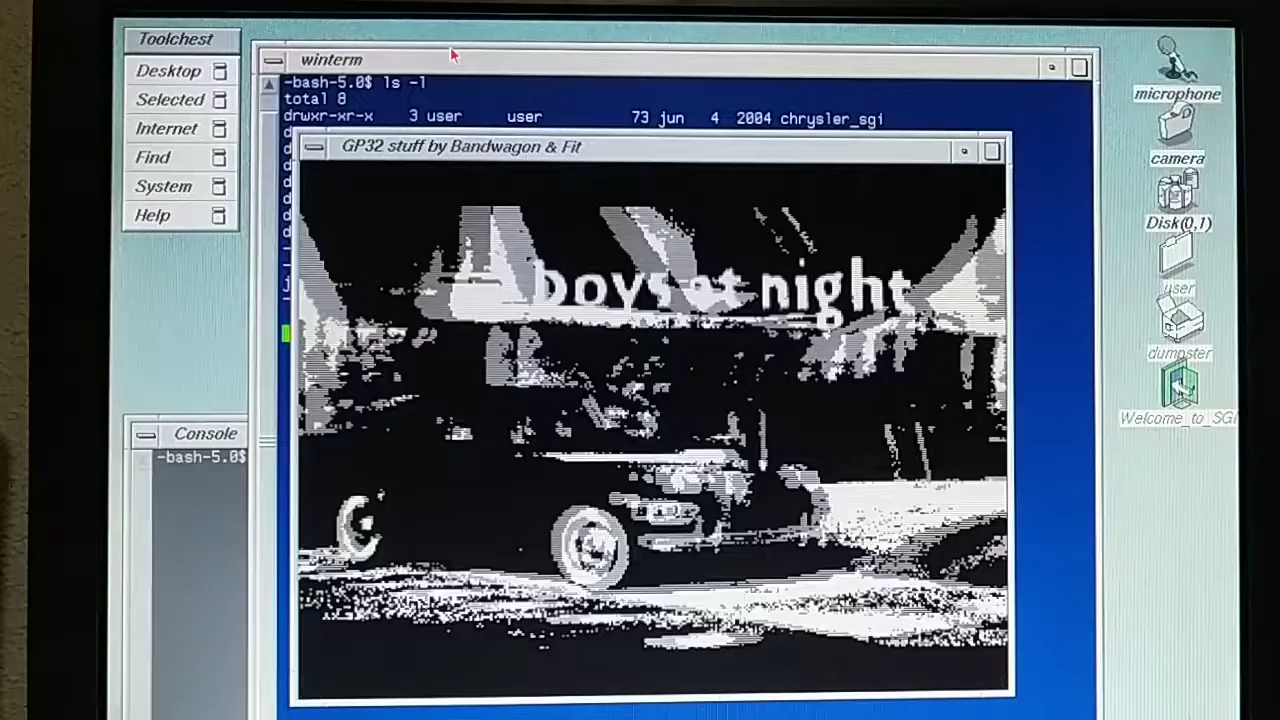 Toolchest
Desktop
Selected
Internet
Find
System
Help
winterm
-bash-5.0$ ls -l
total 8
drwxr-xr-x 3 user user 73 jun 4 2004 chrysler_sgi
d
d
d
d
d
d
d
-
-
j
-
GP32 stuff by Bandwagon & Fit
boys at night
Console
-bash-5.0$
microphone
camera
Disk(0,1)
user
dumpster
Welcome_to_SGI